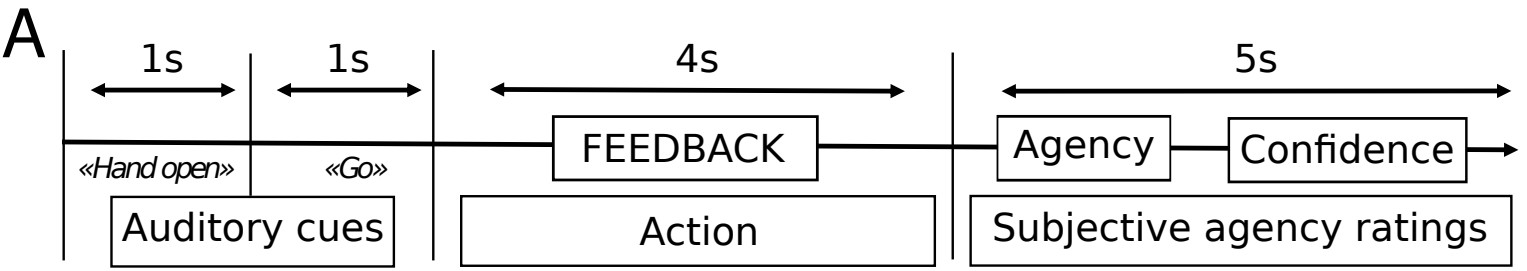 A
1s
1s
4s
5s
«Hand open»
«Go»
FEEDBACK
Agency
Confidence
Auditory cues
Action
Subjective agency ratings